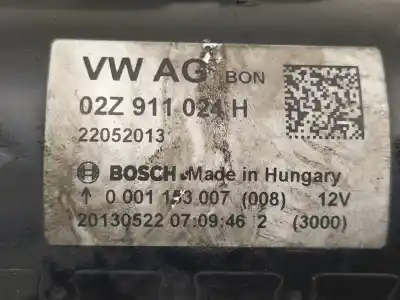 VW AG BON
02Z 911 024 H
22052013
BOSCH Made in Hungary
↑ 0 001 153 007 (008) 12V
20130522 07:09:46 2 (3000)